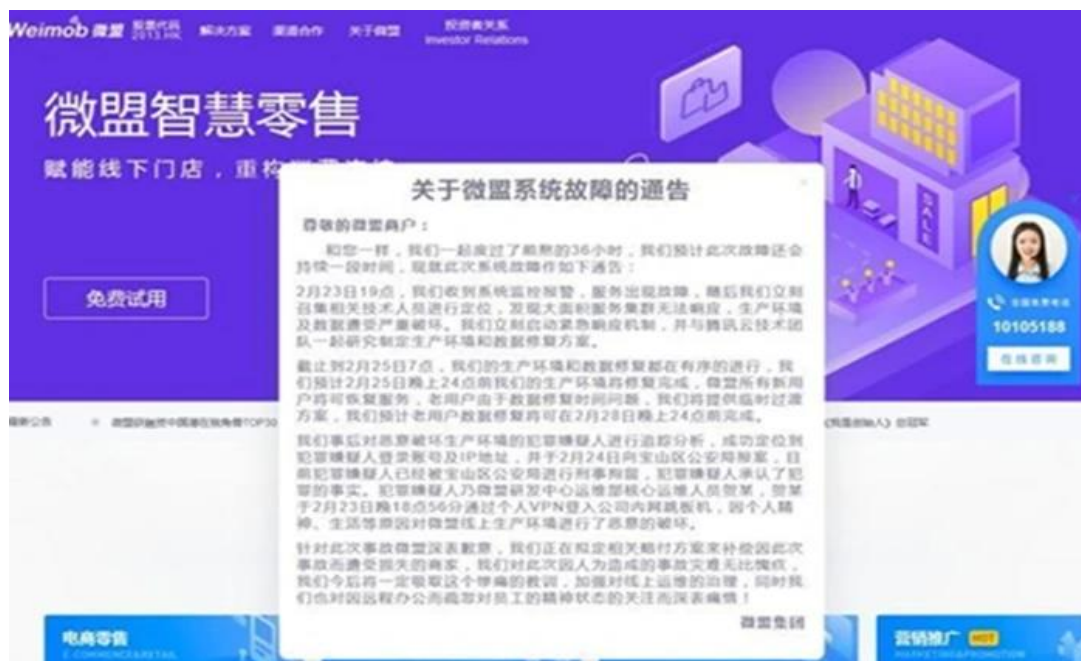 Weimob 微盟 股票代码 2013.HK 解决方案 渠道合作 关于微盟 投资者关系 Investor Relations
微盟智慧零售
赋能线下门店，重构
免费试用
SALE
关于微盟系统故障的通告
尊敬的微盟商户：
和您一样，我们一起度过了煎熬的36小时，我们预计此次故障还会
持续一段时间，现就此次系统故障作如下通告：
2月23日19点，我们收到系统监控报警，服务出现故障，随后我们立刻
召集相关技术人员进行定位，发现大面积服务集群无法响应，生产环境
及数据遭受严重破坏。我们立刻启动紧急响应机制，并与腾讯云技术团
队一起研究制定生产环境和数据修复方案。
截止到2月25日7点，我们的生产环境和数据修复都在有序的进行，我
们预计2月25日晚上24点前我们的生产环境将修复完成，微盟所有新用
户将可恢复服务，老用户由于数据修复时间问题，我们将提供临时过渡
方案，我们预计老用户数据修复将可在2月28日晚上24点前完成。
我们事后对恶意破坏生产环境的犯罪嫌疑人进行追踪分析，成功定位到
犯罪嫌疑人登录账号及IP地址，并于2月24日向宝山区公安局报案，目
前犯罪嫌疑人已经被宝山区公安局进行刑事拘留，犯罪嫌疑人承认了犯
罪的事实。犯罪嫌疑人乃微盟研发中心运维部核心运维人员贺某，贺某
于2月23日晚18点56分通过个人VPN登入公司内网跳板机，因个人精
神、生活等原因对微盟线上生产环境进行了恶意的破坏。
针对此次事故微盟深表歉意，我们正在拟定相关赔付方案来补偿因此次
事故而遭受损失的商家，我们对此次因人为造成的事故灾难无比愧疚，
我们今后将一定吸取这个惨痛的教训，加强对线上运维的治理，同时我
们也对因远程办公而疏忽对员工的精神状态的关注而深表痛惜！
微盟集团
全国免费电话
10105188
在线咨询
最新公告
电商零售
E-COMMERCE&RETAIL
营销推广 HOT
MARKETING&PROMOTION